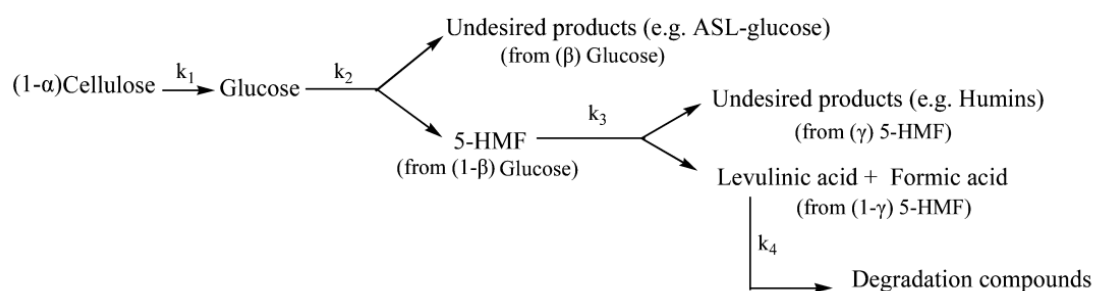 Undesired products (e.g. ASL-glucose)
(from (β) Glucose)
(1-α)Cellulose k1 Glucose k2
5-HMF
(from (1-β) Glucose)
k3
Undesired products (e.g. Humins)
(from (γ) 5-HMF)
Levulinic acid + Formic acid
(from (1-γ) 5-HMF)
k4
Degradation compounds